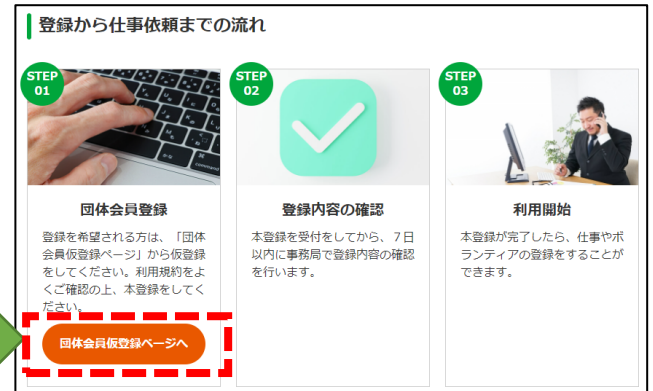 登録から仕事依頼までの流れ
STEP
01
団体会員登録
登録を希望される方は、「団体
会員仮登録ページ」から仮登録
をしてください。利用規約をよ
くご確認の上、本登録をしてく
ださい。
団体会員仮登録ページへ
STEP
02
登録内容の確認
本登録を受付をしてから、７日
以内に事務局で登録内容の確認
を行います。
STEP
03
利用開始
本登録が完了したら、仕事やボ
ランティアの登録をすることが
できます。